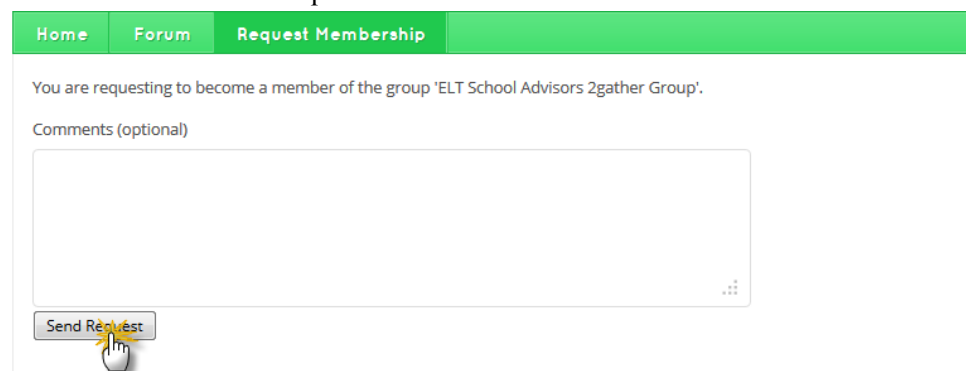 Home Forum Request Membership
You are requesting to become a member of the group 'ELT School Advisors 2gather Group'.
Comments (optional)
Send Request